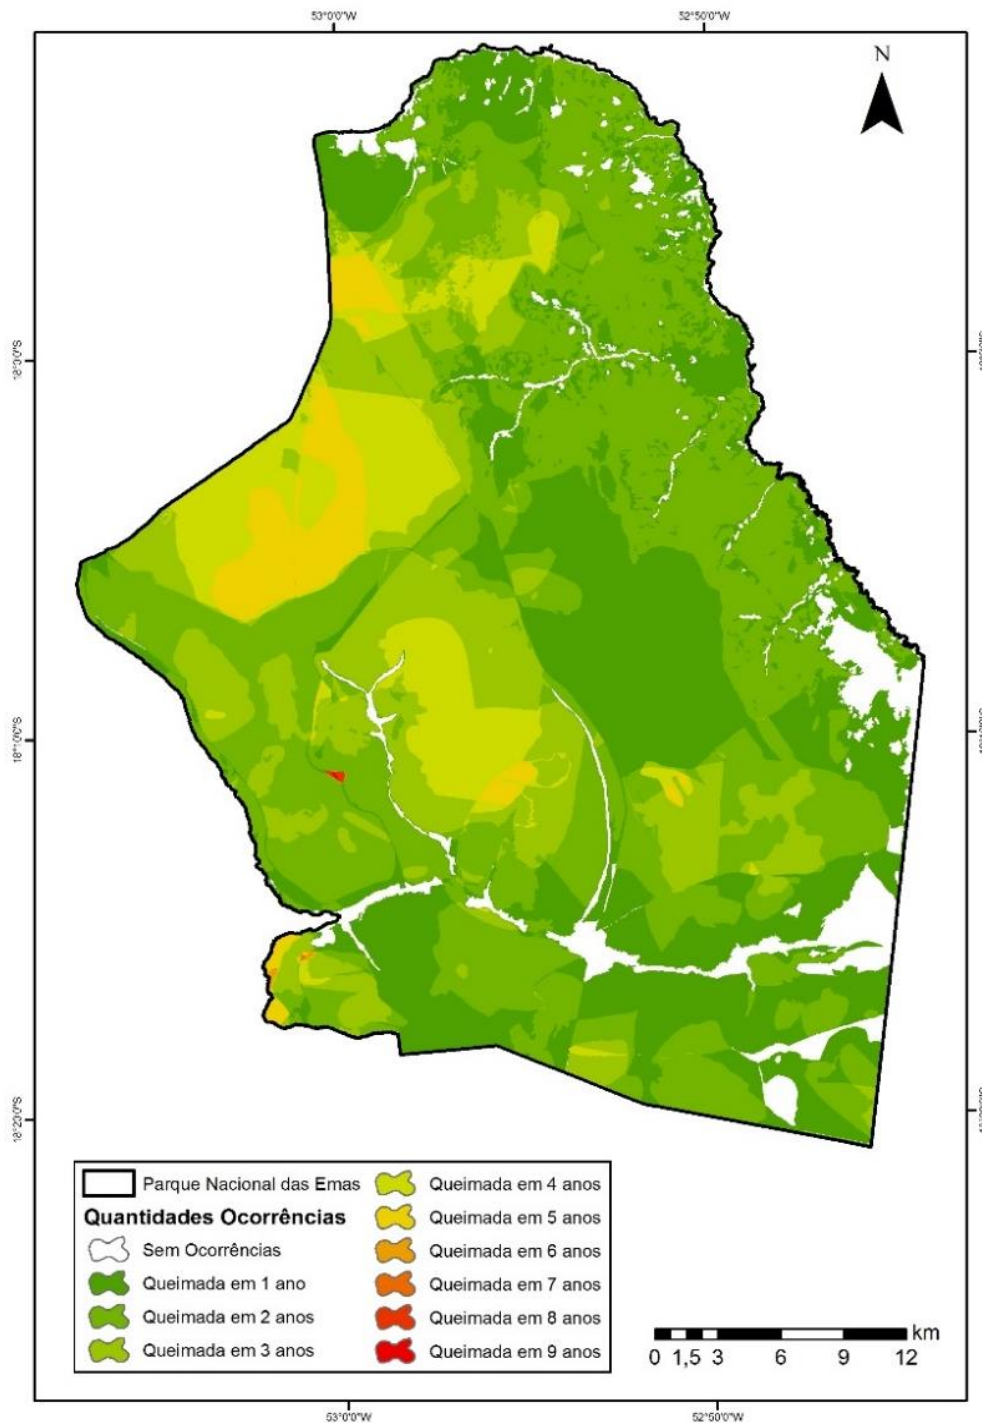 53°0'0"W 52°50'0"W
N
18°0'0"S
18°10'0"S
18°20'0"S
Parque Nacional das Emas
Quantidades Ocorrências
Sem Ocorrências
Queimada em 1 ano
Queimada em 2 anos
Queimada em 3 anos
Queimada em 4 anos
Queimada em 5 anos
Queimada em 6 anos
Queimada em 7 anos
Queimada em 8 anos
Queimada em 9 anos
km
0 1,5 3 6 9 12
53°0'0"W 52°50'0"W